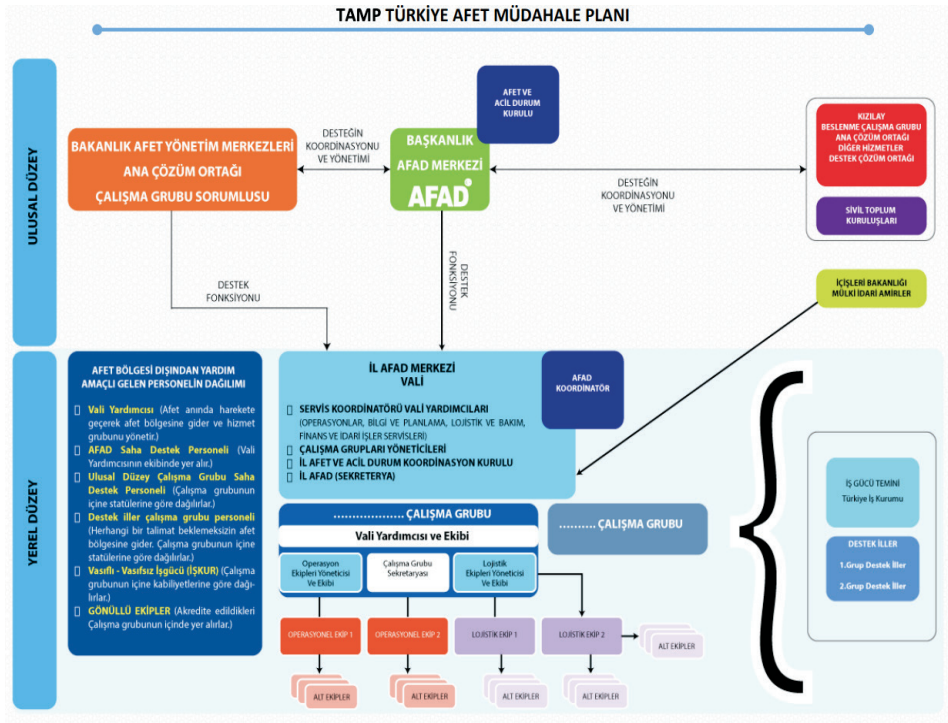 TAMP TÜRKİYE AFET MÜDAHALE PLANI
ULUSAL DÜZEY
AFET VE
ACİL DURUM
KURULU
BAKANLIK AFET YÖNETİM MERKEZLERİ
ANA ÇÖZÜM ORTAĞI
ÇALIŞMA GRUBU SORUMLUSU
DESTEĞİN
KOORDİNASYONU
VE YÖNETİMİ
BAŞKANLIK
AFAD MERKEZİ
AFAD
DESTEĞİN
KOORDİNASYONU
VE YÖNETİMİ
KIZILAY
BESLENME ÇALIŞMA GRUBU
ANA ÇÖZÜM ORTAĞI
DİĞER HİZMETLER
DESTEK ÇÖZÜM ORTAĞI
SİVİL TOPLUM
KURULUŞLARI
DESTEK
FONKSİYONU
DESTEK
FONKSİYONU
İÇİŞLERİ BAKANLIĞI
MÜLKİ İDARİ AMİRLER
YEREL DÜZEY
AFET BÖLGESİ DIŞINDAN YARDIM
AMAÇLI GELEN PERSONELİN DAĞILIMI
Vali Yardımcısı (Afet anında harekete
geçerek afet bölgesine gider ve hizmet
grubunu yönetir.)
AFAD Saha Destek Personeli (Vali
Yardımcısının ekibinde yer alır.)
Ulusal Düzey Çalışma Grubu Saha
Destek Personeli (Çalışma grubunun
içine statülerine göre dağılırlar.)
Destek iller çalışma grubu personeli
(Herhangi bir talimat beklemeksizin afet
bölgesine gider. Çalışma grubunun içine
statülerine göre dağılırlar.)
Vasıflı - Vasıfsız İşgücü (İŞKUR) (Çalışma
grubunun içine kabiliyetlerine göre dağı-
lırlar.)
GÖNÜLLÜ EKİPLER (Akredite edildikleri
Çalışma grubunun içinde yer alırlar.)
İL AFAD MERKEZİ
VALİ
SERVİS KOORDİNATÖRÜ VALİ YARDIMCILARI
(OPERASYONLAR, BİLGİ VE PLANLAMA, LOJİSTİK VE BAKIM,
FİNANS VE İDARİ İŞLER SERVİSLERİ)
ÇALIŞMA GRUPLARI YÖNETİCİLERİ
İL AFET VE ACİL DURUM KOORDİNASYON KURULU
İL AFAD (SEKRETERYA)
AFAD
KOORDİNATÖR
.................... ÇALIŞMA GRUBU
Vali Yardımcısı ve Ekibi
Operasyon
Ekipleri Yöneticisi
Ve Ekibi
Çalışma Grubu
Sekretaryası
Lojistik
Ekipleri Yöneticisi
Ve Ekibi
.......... ÇALIŞMA GRUBU
OPERASYONEL EKİP 1
OPERASYONEL EKİP 2
LOJİSTİK EKİP 1
LOJİSTİK EKİP 2
ALT EKİPLER
ALT EKİPLER
ALT EKİPLER
ALT EKİPLER
ALT EKİPLER
İŞ GÜCÜ TEMİNİ
Türkiye İş Kurumu
DESTEK İLLER
1.Grup Destek İller
2.Grup Destek İller